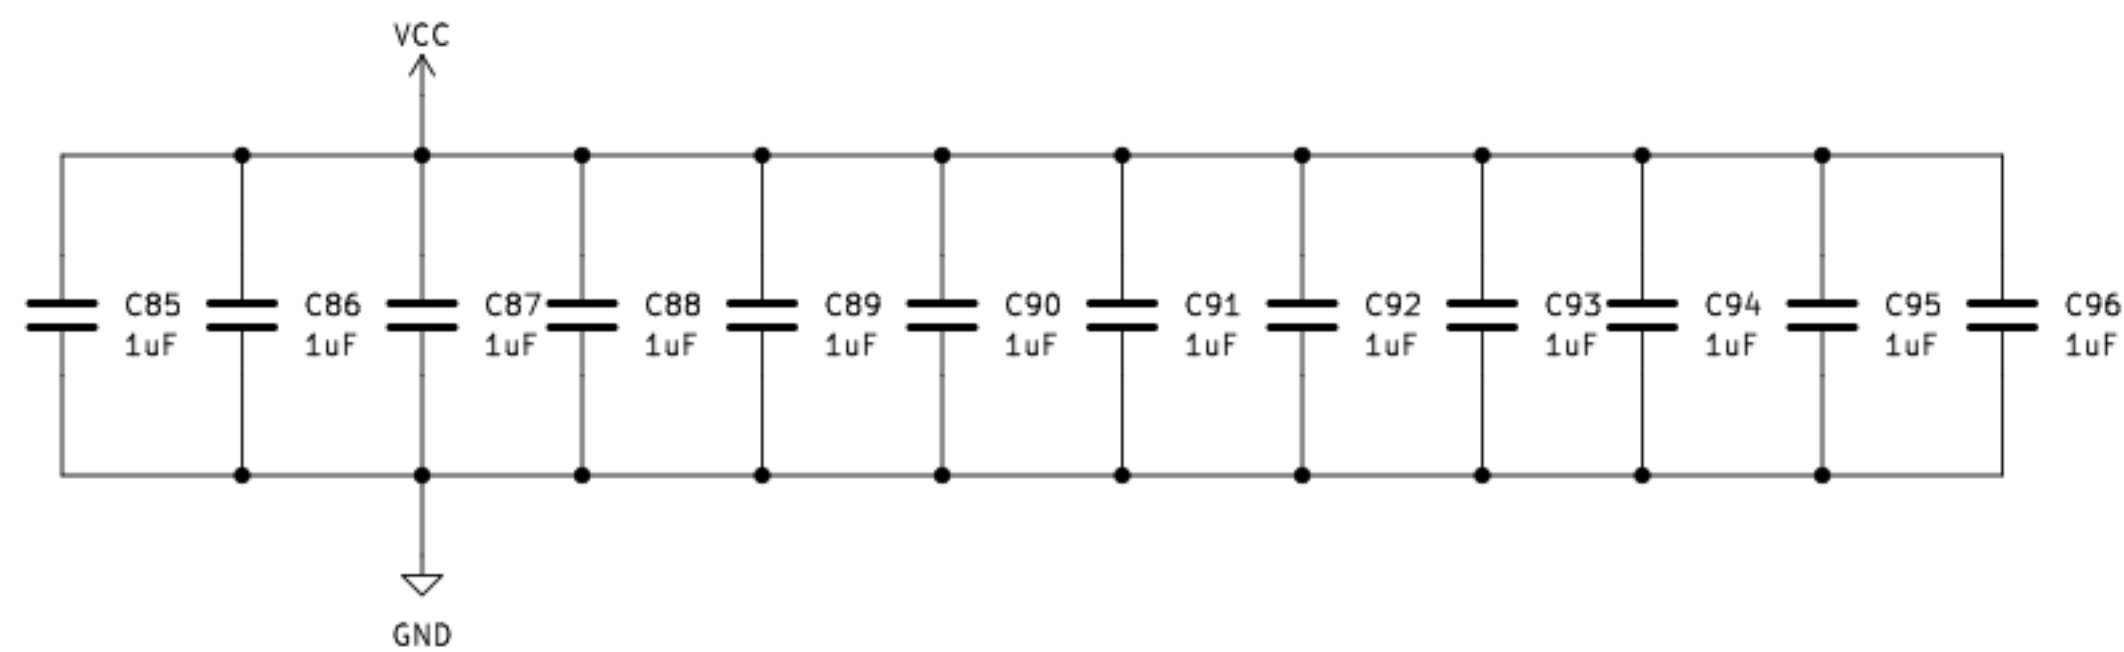 VCC
C85 C86 C87 C88 C89 C90 C91 C92 C93 C94 C95 C96
1uF 1uF 1uF 1uF 1uF 1uF 1uF 1uF 1uF 1uF 1uF 1uF
GND